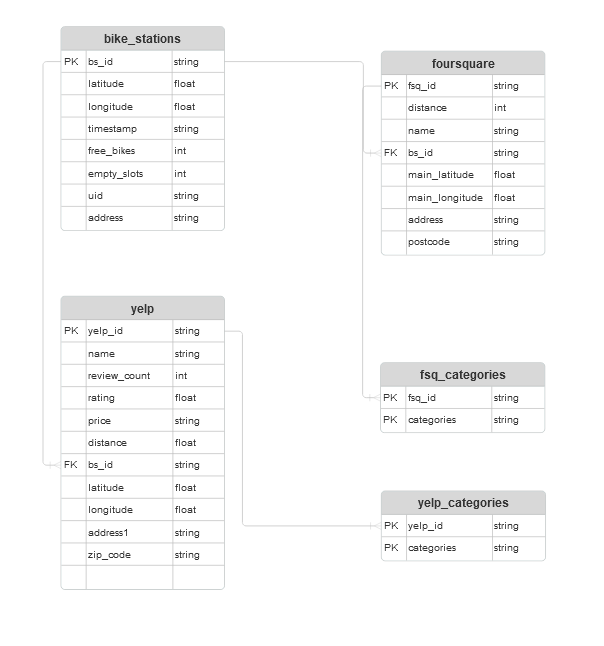 bike_stations
PK bs_id string
latitude float
longitude float
timestamp string
free_bikes int
empty_slots int
uid string
address string
foursquare
PK fsq_id string
distance int
name string
FK bs_id string
main_latitude float
main_longitude float
address string
postcode string
yelp
PK yelp_id string
name string
review_count int
rating float
price string
distance float
FK bs_id string
latitude float
longitude float
address1 string
zip_code string
fsq_categories
PK fsq_id string
PK categories string
yelp_categories
PK yelp_id string
PK categories string